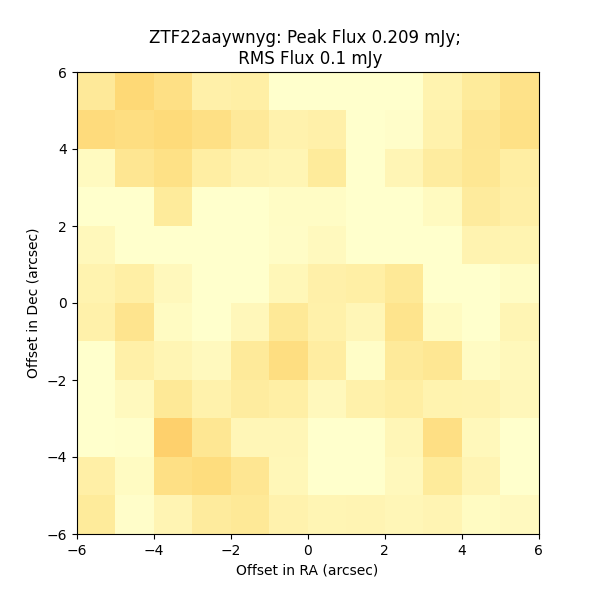 ZTF22aaywnyg: Peak Flux 0.209 mJy;
RMS Flux 0.1 mJy
6
4
2
0
−2
−4
−6
Offset in Dec (arcsec)
−6 −4 −2 0 2 4 6
Offset in RA (arcsec)